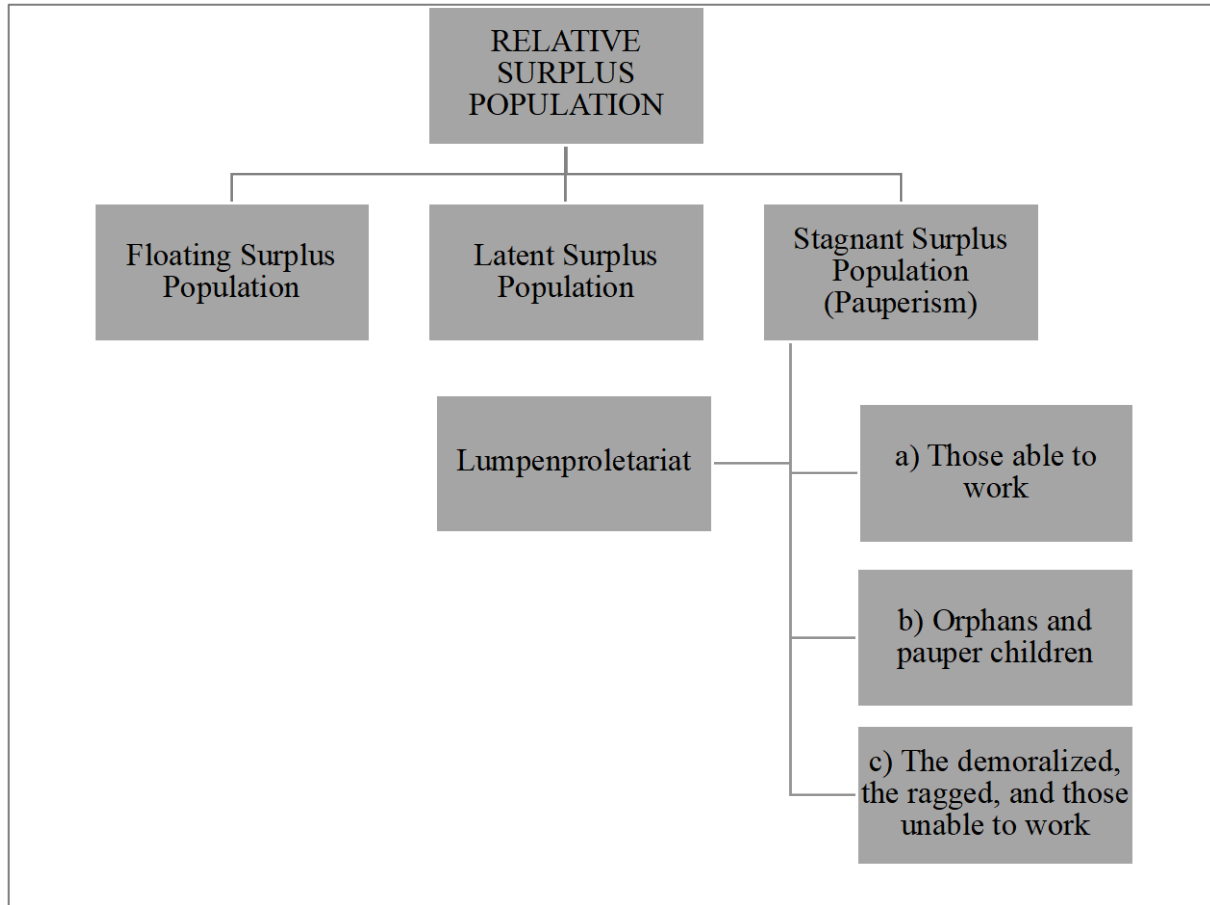 RELATIVE
SURPLUS
POPULATION
Floating Surplus
Population
Latent Surplus
Population
Stagnant Surplus
Population
(Pauperism)
Lumpenproletariat
a) Those able to
work
b) Orphans and
pauper children
c) The demoralized,
the ragged, and those
unable to work